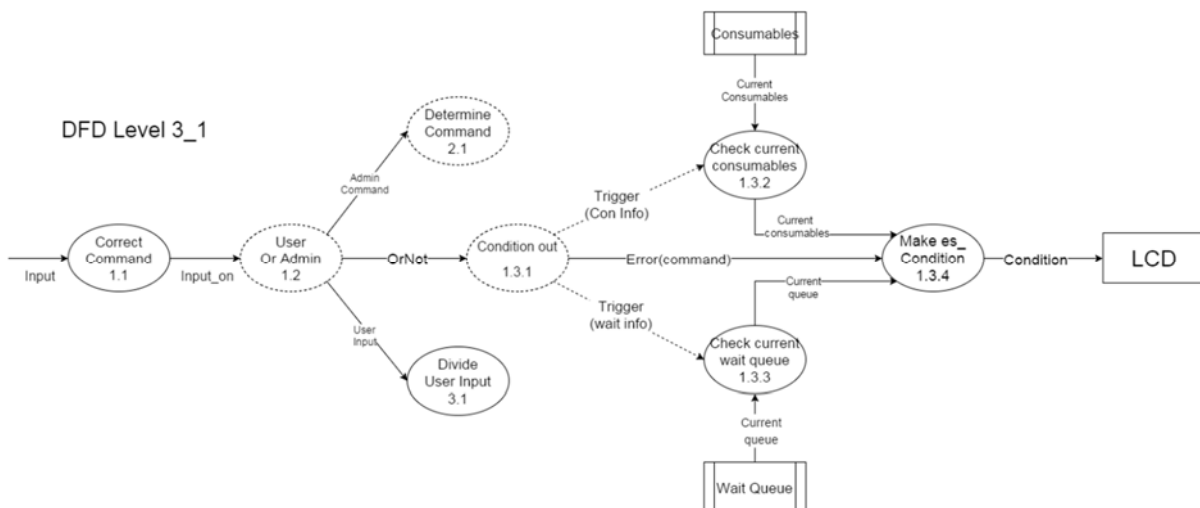 Consumables
Current
Consumables
DFD Level 3_1
Determine
Command
2.1
Check current
consumables
1.3.2
Admin
Command
Trigger
(Con Info)
Current
consumables
Correct
Command
1.1
User
Or Admin
1.2
Condition out
1.3.1
Make es_
Condition
1.3.4
LCD
Input
Input_on
OrNot
Error(command)
Condition
Current
queue
Trigger
(wait info)
User
Input
Check current
wait queue
1.3.3
Divide
User Input
3.1
Current
queue
Wait Queue